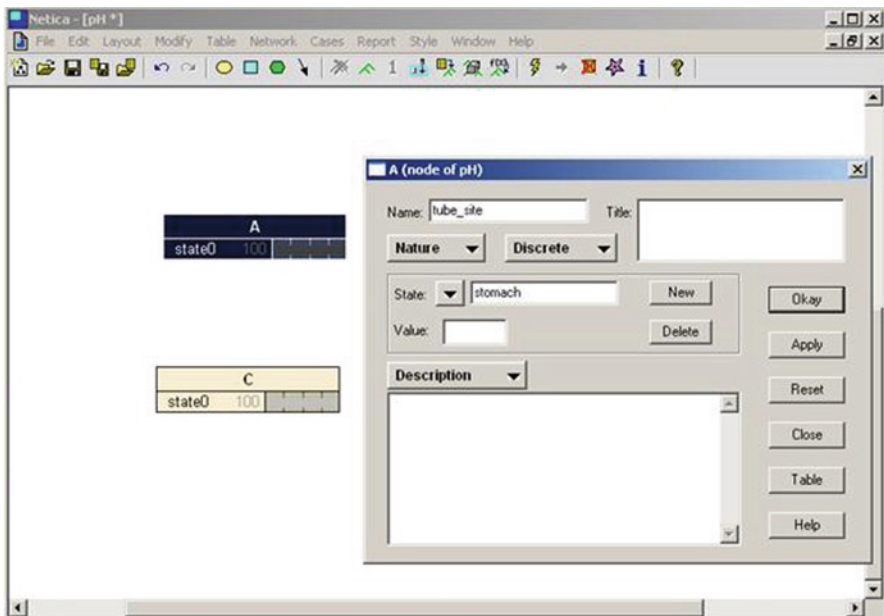 Netica - [pH *]
File Edit Layout Modify Table Network Cases Report Style Window Help
A
state0 100
C
state0 100
A (node of pH)
Name: tube_site Title:
Nature Discrete
State: stomach New
Value: Delete
Description
Okay
Apply
Reset
Close
Table
Help